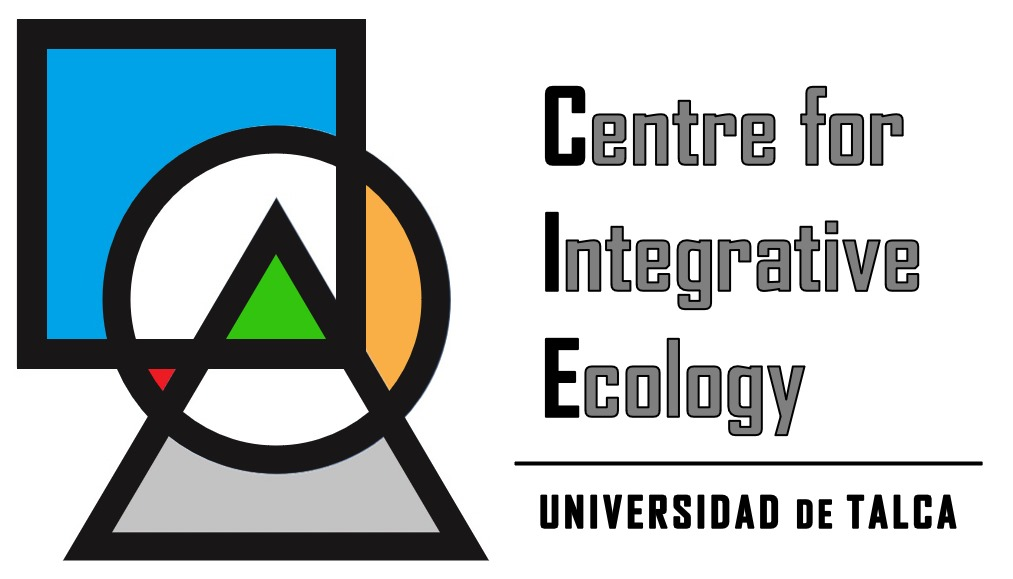 Centre for
Integrative
Ecology
UNIVERSIDAD DE TALCA